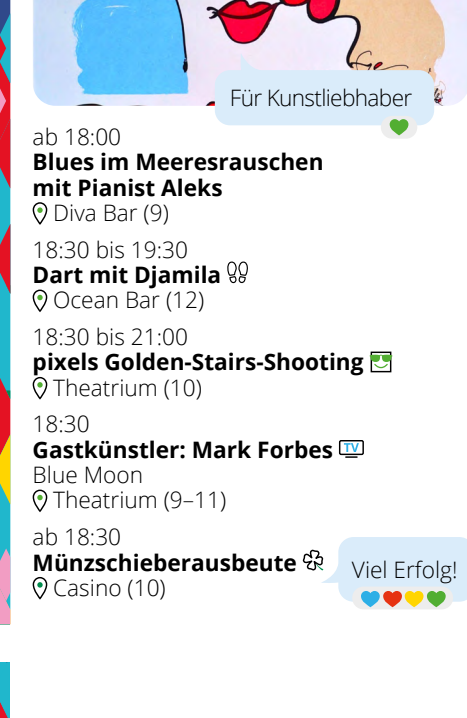 Für Kunstliebhaber
ab 18:00
Blues im Meeresrauschen
mit Pianist Aleks
Diva Bar (9)
18:30 bis 19:30
Dart mit Djamila
Ocean Bar (12)
18:30 bis 21:00
pixels Golden-Stairs-Shooting
Theatrium (10)
18:30
Gastkünstler: Mark Forbes TV
Blue Moon
Theatrium (9–11)
ab 18:30
Münzschieberausbeute
Casino (10)
Viel Erfolg!